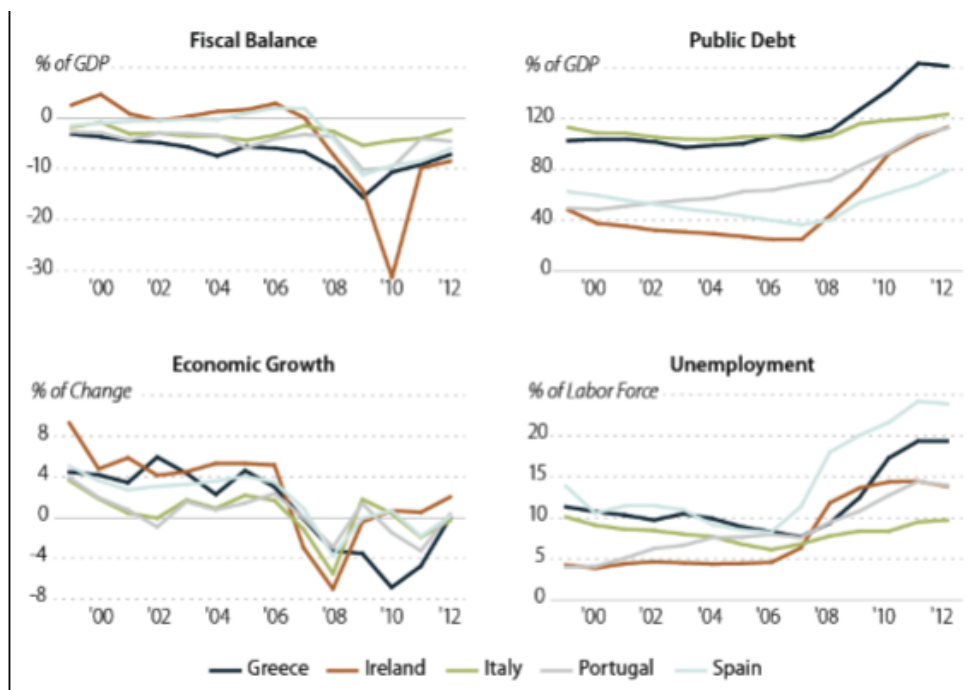 Fiscal Balance
% of GDP
0
-10
-20
-30
'00 '02 '04 '06 '08 '10 '12
Public Debt
% of GDP
120
80
40
0
'00 '02 '04 '06 '08 '10 '12
Economic Growth
% of Change
8
4
0
-4
-8
'00 '02 '04 '06 '08 '10 '12
Unemployment
% of Labor Force
20
15
10
5
0
'00 '02 '04 '06 '08 '10 '12
Greece Ireland Italy Portugal Spain